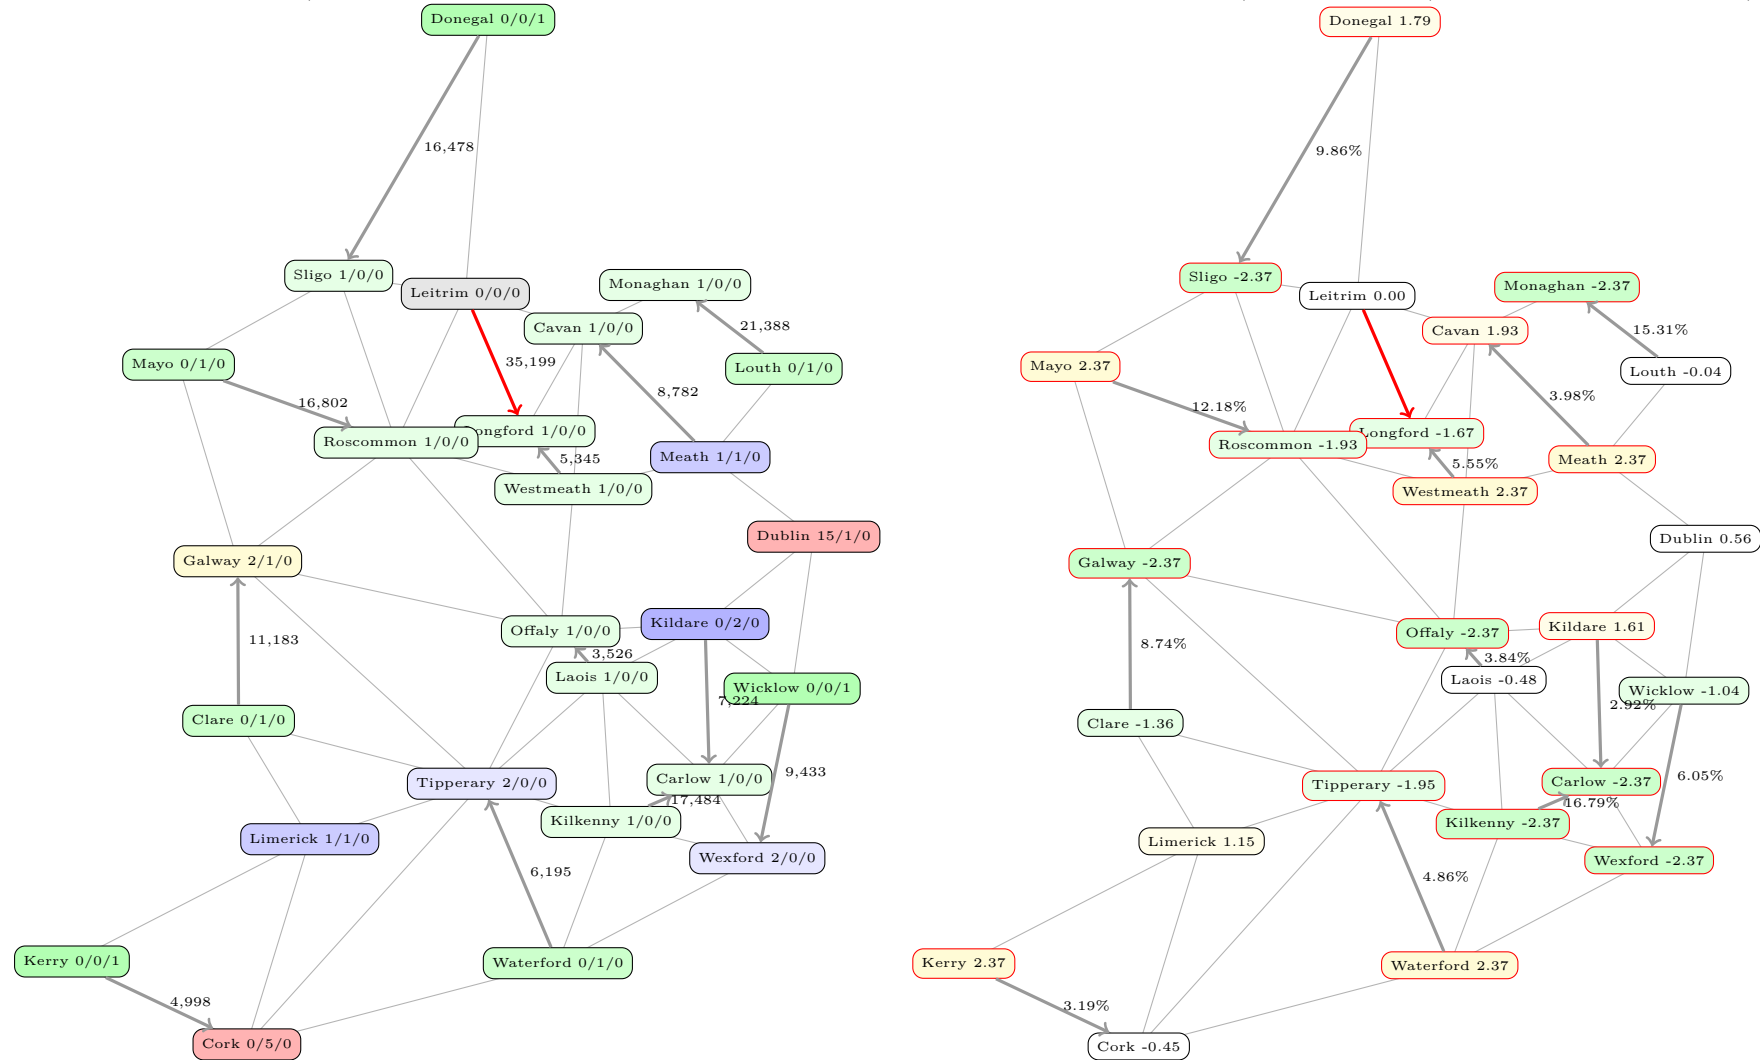 Donegal 0/0/1
16,478
Sligo 1/0/0
Leitrim 0/0/0
Monaghan 1/0/0
Cavan 1/0/0
21,388
Mayo 0/1/0
35,199
Louth 0/1/0
16,802
8,782
Roscommon 1/0/0
ongford 1/0/0
5,345
Meath 1/1/0
Westmeath 1/0/0
Dublin 15/1/0
Galway 2/1/0
11,183
Offaly 1/0/0
Kildare 0/2/0
3,526
Laois 1/0/0
Wicklow 0/0/1
7,224
Clare 0/1/0
Tipperary 2/0/0
Carlow 1/0/0
9,433
17,484
Kilkenny 1/0/0
Limerick 1/1/0
Wexford 2/0/0
6,195
Kerry 0/0/1
Waterford 0/1/0
4,998
Cork 0/5/0
Donegal 1.79
9.86%
Sligo -2.37
Leitrim 0.00
Monaghan -2.37
Cavan 1.93
15.31%
Mayo 2.37
Louth -0.04
12.18%
3.98%
Roscommon -1.93
Longford -1.67
5.55%
Meath 2.37
Westmeath 2.37
Dublin 0.56
Galway -2.37
8.74%
Offaly -2.37
Kildare 1.61
3.84%
Laois -0.48
Wicklow -1.04
2.92%
Clare -1.36
Tipperary -1.95
Carlow -2.37
6.05%
16.79%
Kilkenny -2.37
Limerick 1.15
Wexford -2.37
4.86%
Kerry 2.37
Waterford 2.37
3.19%
Cork -0.45